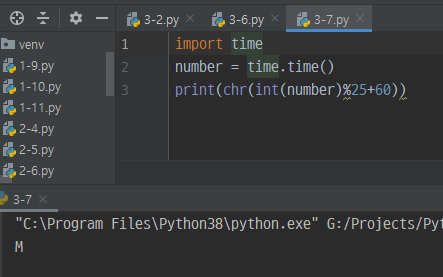 3-2.py 3-6.py 3-7.py
venv
1-9.py
1-10.py
1-11.py
2-4.py
2-5.py
2-6.py
1 import time
2 number = time.time()
3 print(chr(int(number)%25+60))
3-7
"C:\Program Files\Python38\python.exe" G:/Projects/Pyt
M